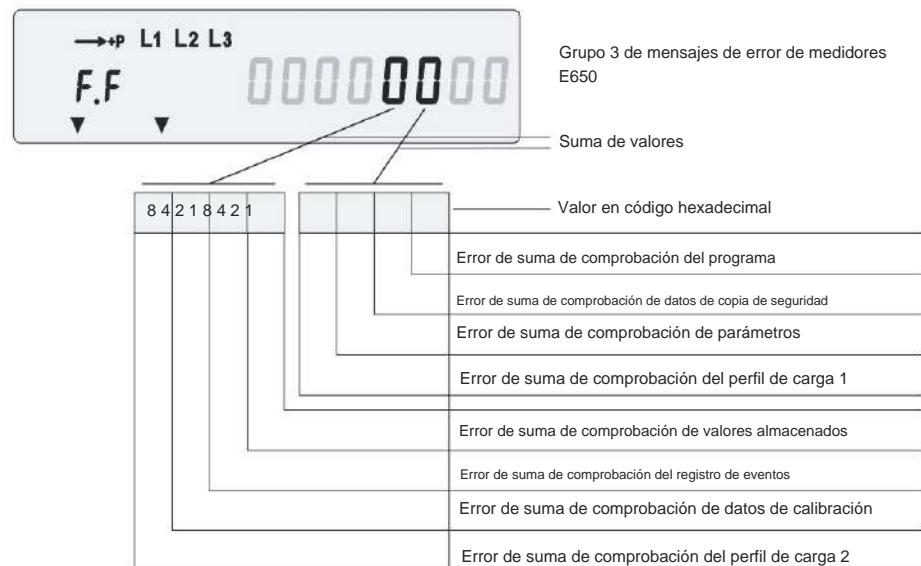 →+P L1 L2 L3
F.F 00000000
Grupo 3 de mensajes de error de medidores
E650
Suma de valores
8 4 2 1 8 4 2 1
Valor en código hexadecimal
Error de suma de comprobación del programa
Error de suma de comprobación de datos de copia de seguridad
Error de suma de comprobación de parámetros
Error de suma de comprobación del perfil de carga 1
Error de suma de comprobación de valores almacenados
Error de suma de comprobación del registro de eventos
Error de suma de comprobación de datos de calibración
Error de suma de comprobación del perfil de carga 2